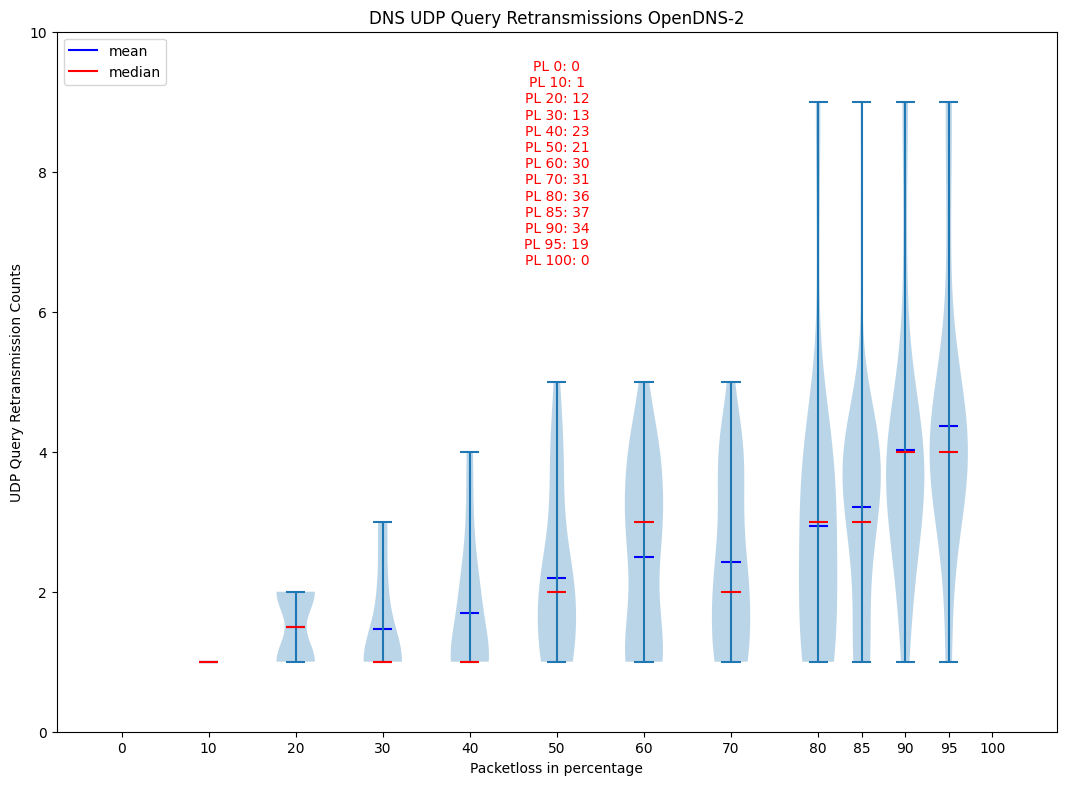 DNS UDP Query Retransmissions OpenDNS-2
mean
median
PL 0: 0
PL 10: 1
PL 20: 12
PL 30: 13
PL 40: 23
PL 50: 21
PL 60: 30
PL 70: 31
PL 80: 36
PL 85: 37
PL 90: 34
PL 95: 19
PL 100: 0
UDP Query Retransmission Counts
10
8
6
4
2
0
0 10 20 30 40 50 60 70 80 85 90 95 100
Packetloss in percentage